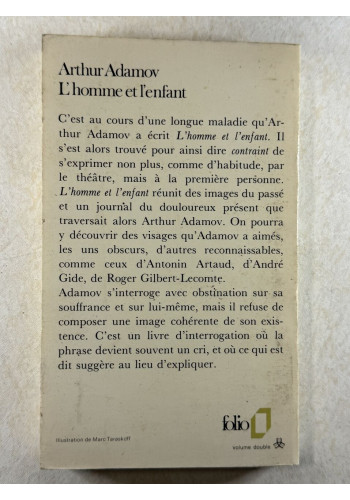 Arthur Adamov
L'homme et l'enfant
C'est au cours d'une longue maladie qu'Ar-
thur Adamov a écrit L'homme et l'enfant. Il
s'est alors trouvé pour ainsi dire contraint de
s'exprimer non plus, comme d'habitude, par
le théâtre, mais à la première personne.
L'homme et l'enfant réunit des images du passé
et un journal du douloureux présent que
traversait alors Arthur Adamov. On pourra
y découvrir des visages qu'Adamov a aimés,
les uns obscurs, d'autres reconnaissables,
comme ceux d'Antonin Artaud, d'André
Gide, de Roger Gilbert-Lecomte.
Adamov s'interroge avec obstination sur sa
souffrance et sur lui-même, mais il refuse de
composer une image cohérente de son exis-
tence. C'est un livre d'interrogation où la
phrase devient souvent un cri, et où ce qui est
dit suggère au lieu d'expliquer.
folio
Illustration de Marc Taraskoff
volume double